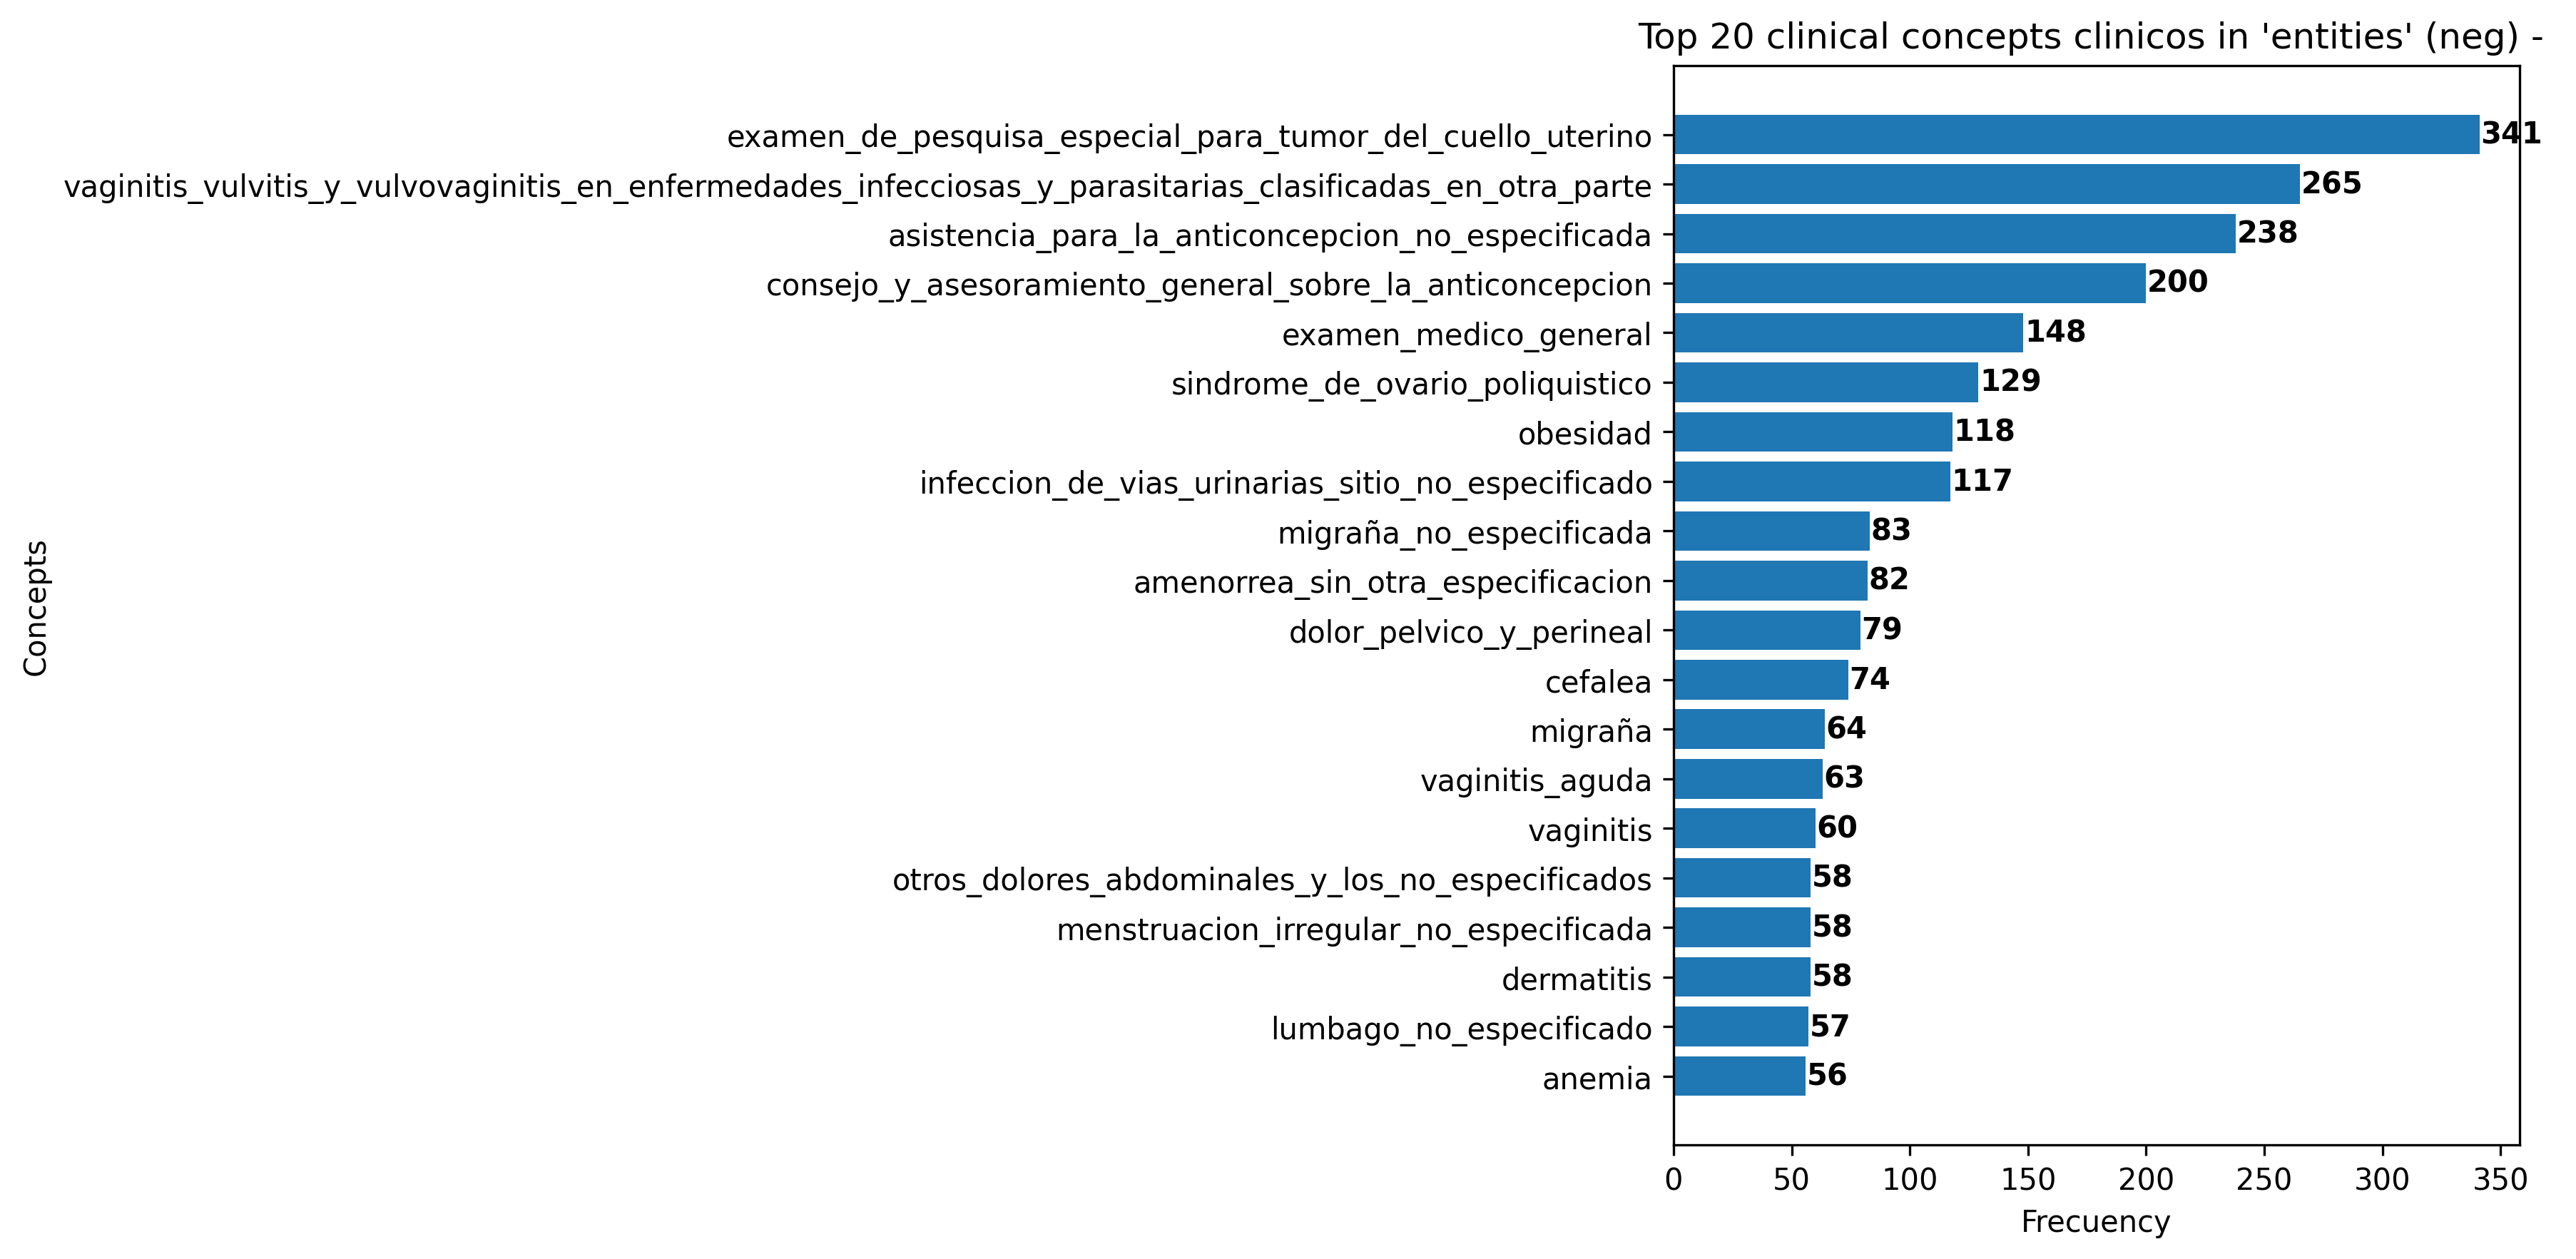 Top 20 clinical concepts clinicos in 'entities' (neg) -
examen_de_pesquisa_especial_para_tumor_del_cuello_uterino 341
vaginitis_vulvitis_y_vulvovaginitis_en_enfermedades_infecciosas_y_parasitarias_clasificadas_en_otra_parte 265
asistencia_para_la_anticoncepcion_no_especificada 238
consejo_y_asesoramiento_general_sobre_la_anticoncepcion 200
examen_medico_general 148
sindrome_de_ovario_poliquistico 129
obesidad 118
infeccion_de_vias_urinarias_sitio_no_especificado 117
migraña_no_especificada 83
amenorrea_sin_otra_especificacion 82
dolor_pelvico_y_perineal 79
cefalea 74
migraña 64
vaginitis_aguda 63
vaginitis 60
otros_dolores_abdominales_y_los_no_especificados 58
menstruacion_irregular_no_especificada 58
dermatitis 58
lumbago_no_especificado 57
anemia 56
Concepts
0 50 100 150 200 250 300 350
Frecuency